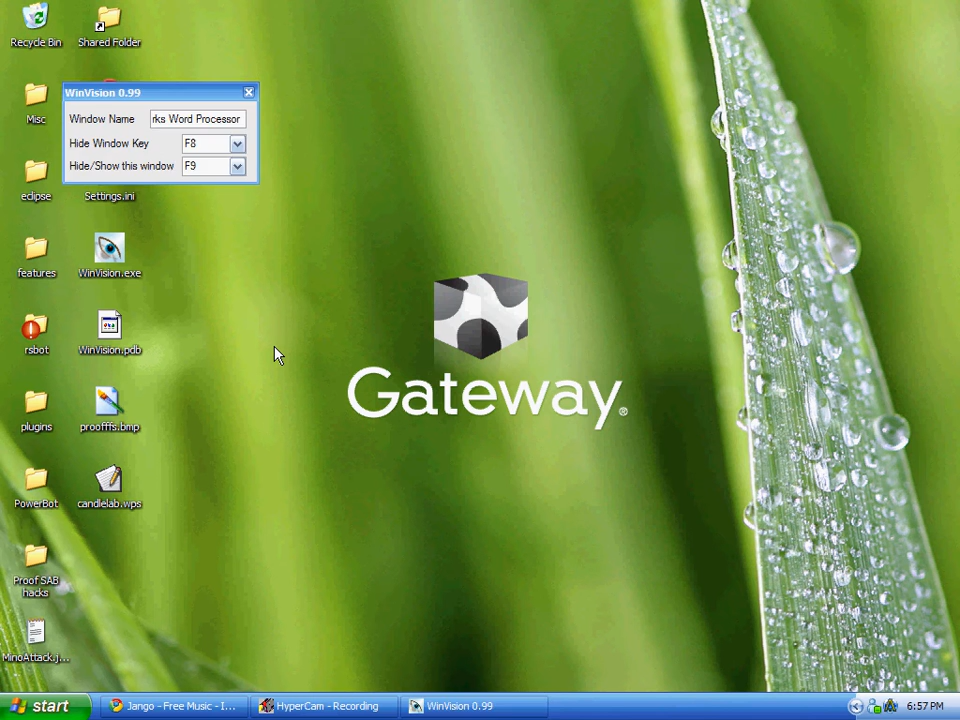 Recycle Bin
Shared Folder
WinVision 0.99
Misc
Window Name
rks Word Processor
Hide Window Key
F8
Hide/Show this window
F9
eclipse
Settings.ini
features
WinVision.exe
rsbot
WinVision.pdb
plugins
proofffs.bmp
PowerBot
candlelab.wps
Proof SAB
hacks
MinoAttack.j...
Gateway®
start
Jango - Free Music - I...
HyperCam - Recording
WinVision 0.99
6:57 PM